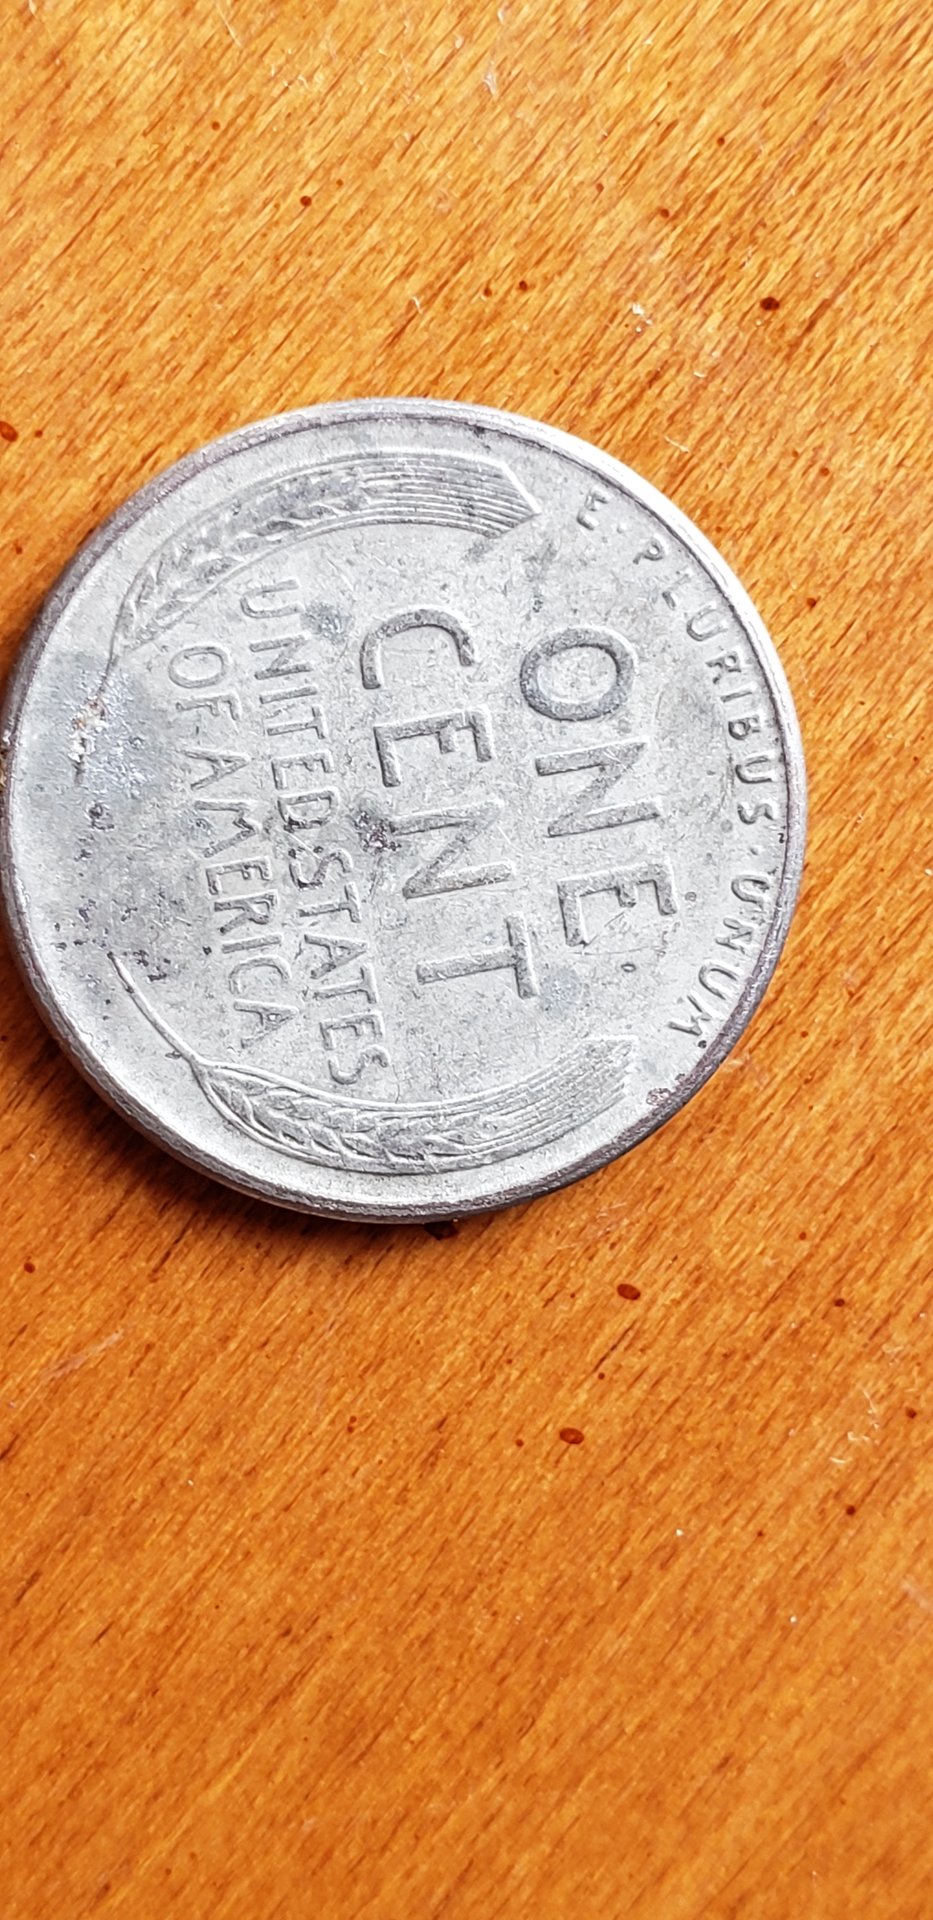 E·PLURIBUS·UNUM
ONE
CENT
UNITED·STATES
OF·AMERICA